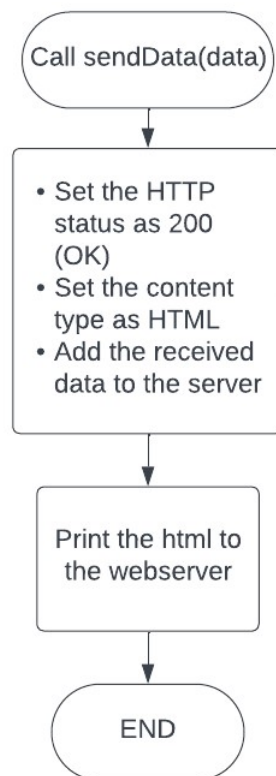 Call sendData(data)
• Set the HTTP
status as 200
(OK)
• Set the content
type as HTML
• Add the received
data to the server
Print the html to
the webserver
END